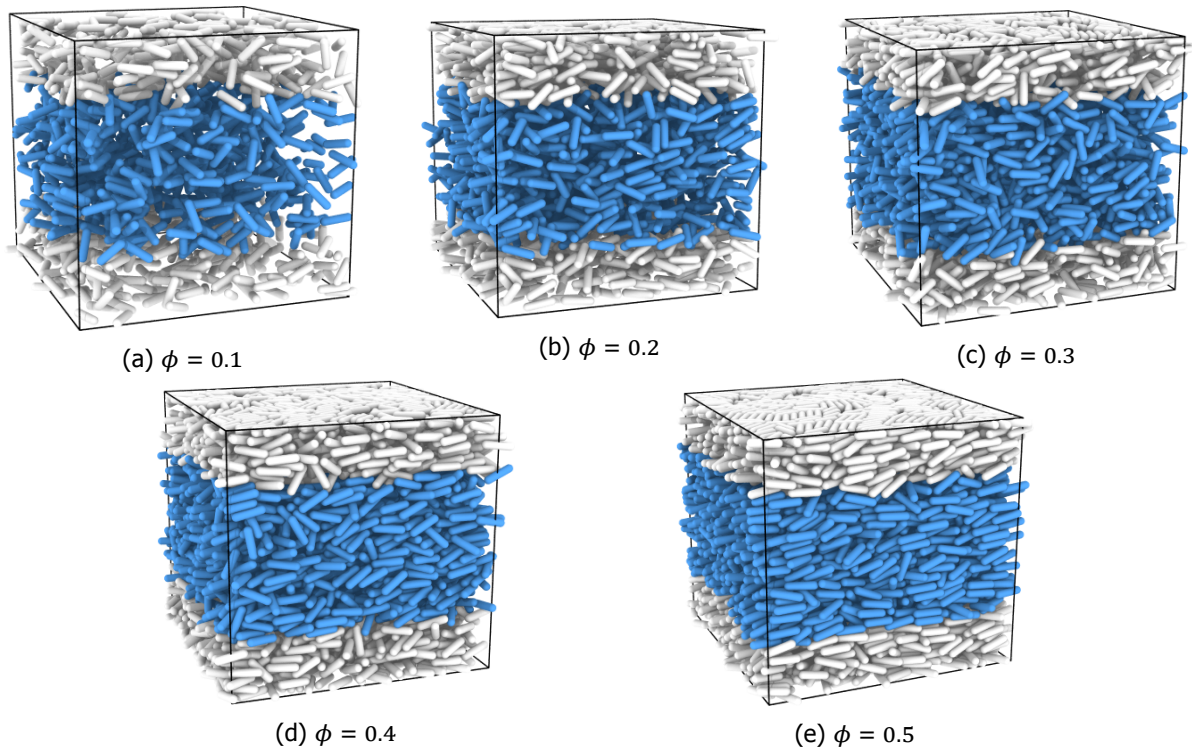 (a) ϕ = 0.1
(b) ϕ = 0.2
(c) ϕ = 0.3
(d) ϕ = 0.4
(e) ϕ = 0.5